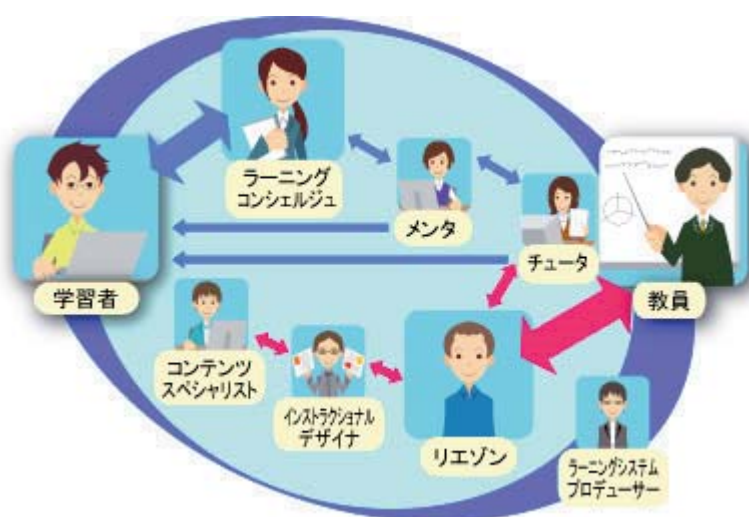 ラーニング
コンシェルジュ
メンタ
チュータ
学習者
教員
コンテンツ
スペシャリスト
インストラクショナル
デザイナ
リエゾン
ラーニングシステム
プロデューサー